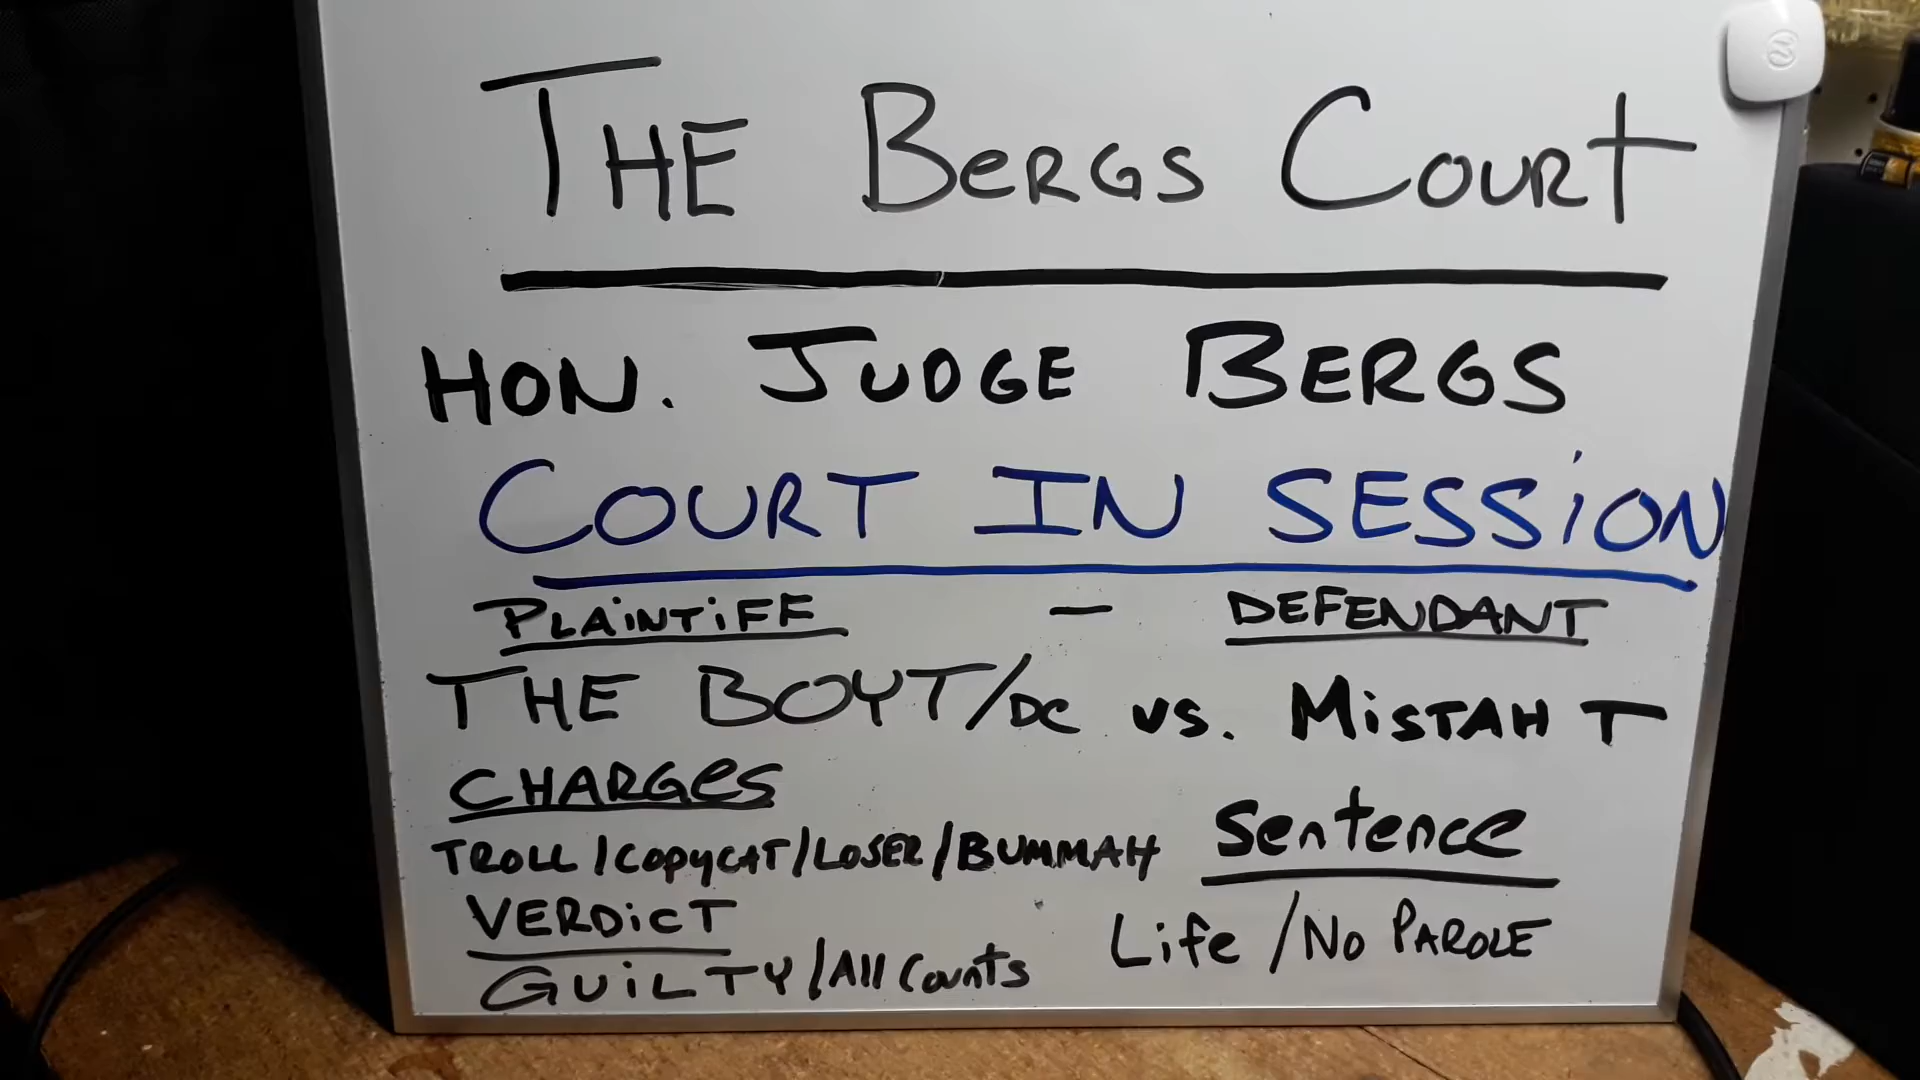 THE BERGS COURT
HON. JUDGE BERGS
COURT IN SESSION
PLAINTIFF - DEFENDANT
THE BOYT/DC VS. MISTAH T
CHARGES
TROLL/COPYCAT/LOSER/BUMMAH
Sentence
VERDICT
Life/No PAROLE
GUILTY/All Counts